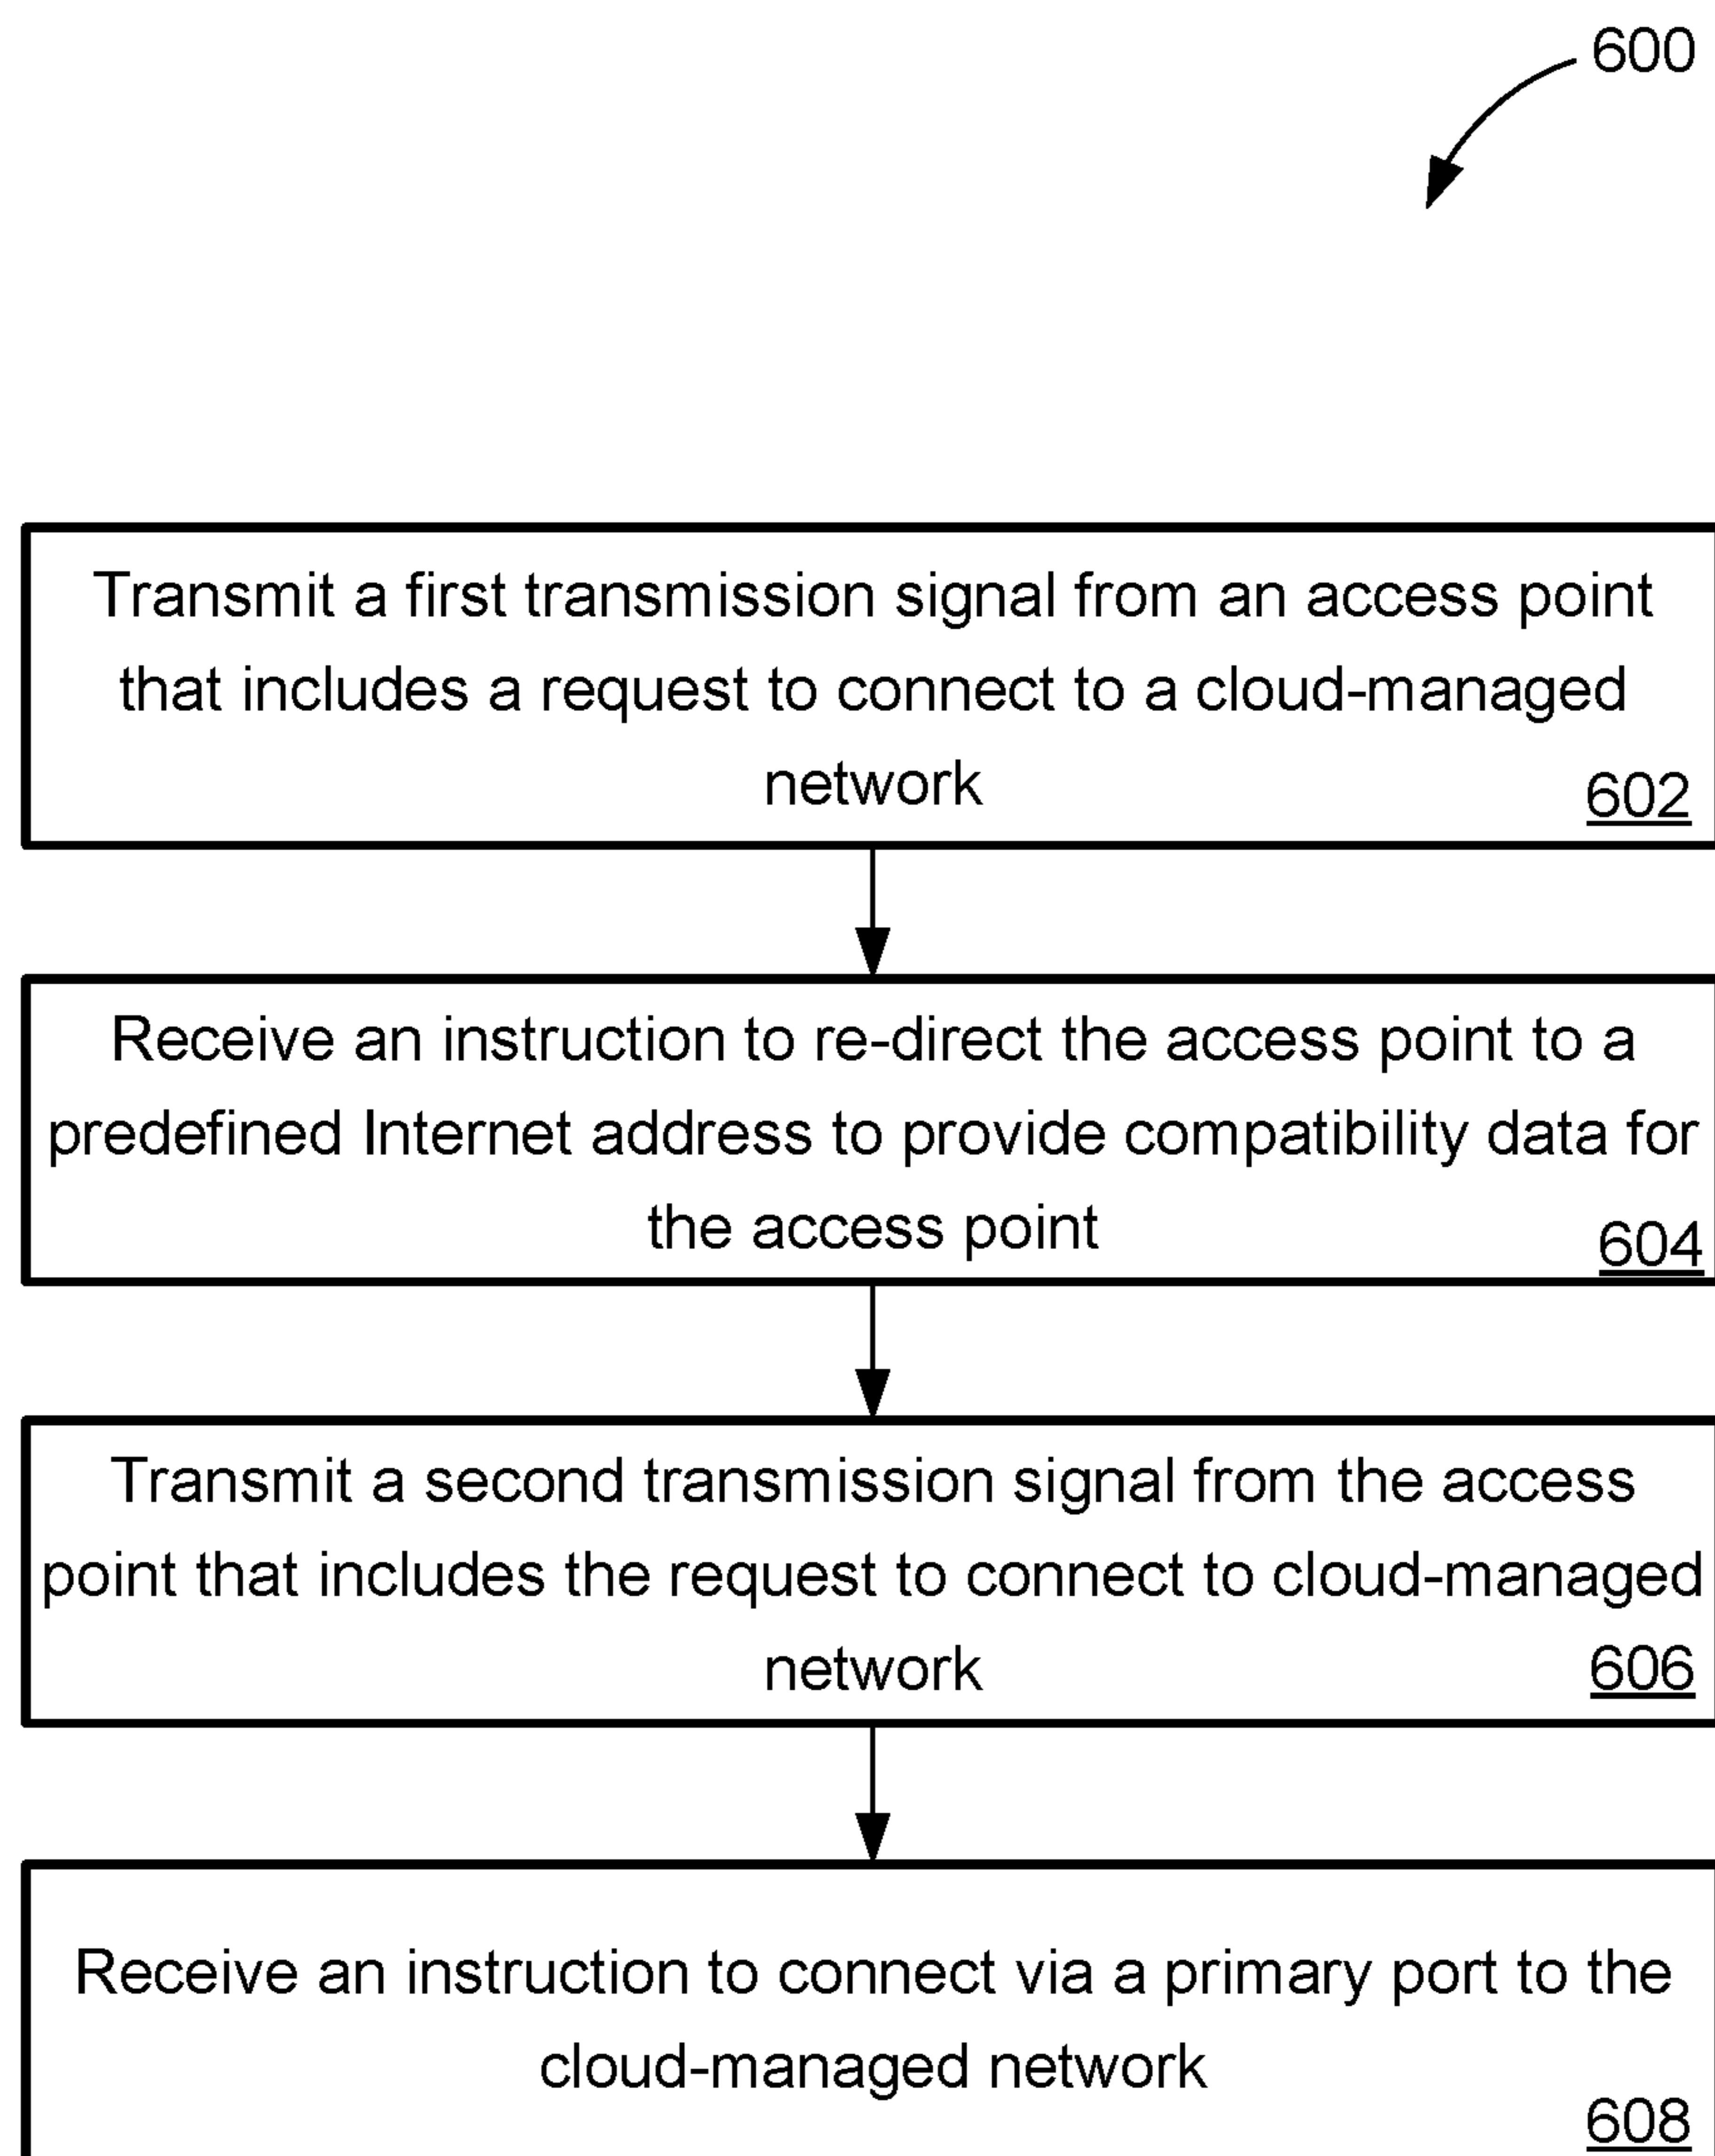 600
Transmit a first transmission signal from an access point
that includes a request to connect to a cloud-managed
network
602
Receive an instruction to re-direct the access point to a
predefined Internet address to provide compatibility data for
the access point
604
Transmit a second transmission signal from the access
point that includes the request to connect to cloud-managed
network
606
Receive an instruction to connect via a primary port to the
cloud-managed network
608